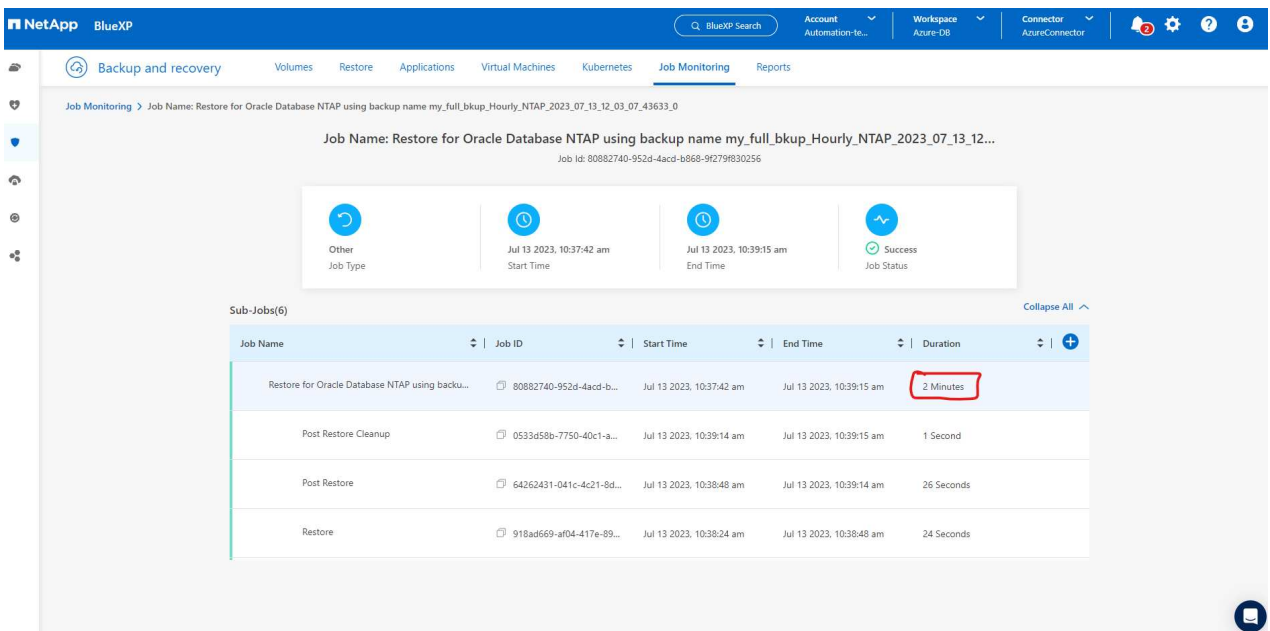 NetApp BlueXP
BlueXP Search
Account
Automation-te...
Workspace
Azure-DB
Connector
AzureConnector
2
Backup and recovery
Volumes
Restore
Applications
Virtual Machines
Kubernetes
Job Monitoring
Reports
Job Monitoring > Job Name: Restore for Oracle Database NTAP using backup name my_full_bkup_Hourly_NTAP_2023_07_13_12_03_07_43633_0
Job Name: Restore for Oracle Database NTAP using backup name my_full_bkup_Hourly_NTAP_2023_07_13_12...
Job Id: 80882740-952d-4acd-b868-9f279f830256
Other
Job Type
Jul 13 2023, 10:37:42 am
Start Time
Jul 13 2023, 10:39:15 am
End Time
Success
Job Status
Sub-Jobs(6)
Collapse All
Job Name | Job ID | Start Time | End Time | Duration |
Restore for Oracle Database NTAP using backu... 80882740-952d-4acd-b... Jul 13 2023, 10:37:42 am Jul 13 2023, 10:39:15 am 2 Minutes
Post Restore Cleanup 0533d58b-7750-40c1-a... Jul 13 2023, 10:39:14 am Jul 13 2023, 10:39:15 am 1 Second
Post Restore 64262431-041c-4c21-8d... Jul 13 2023, 10:38:48 am Jul 13 2023, 10:39:14 am 26 Seconds
Restore 918ad669-af04-417e-89... Jul 13 2023, 10:38:24 am Jul 13 2023, 10:38:48 am 24 Seconds